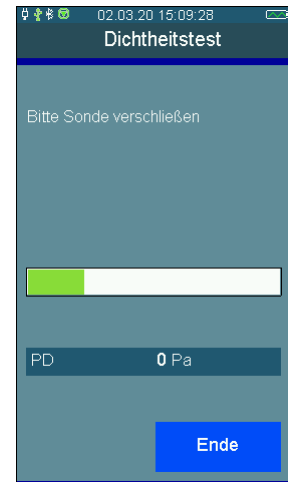 02.03.20 15:09:28
Dichtheitstest
Bitte Sonde verschließen
PD 0 Pa
Ende